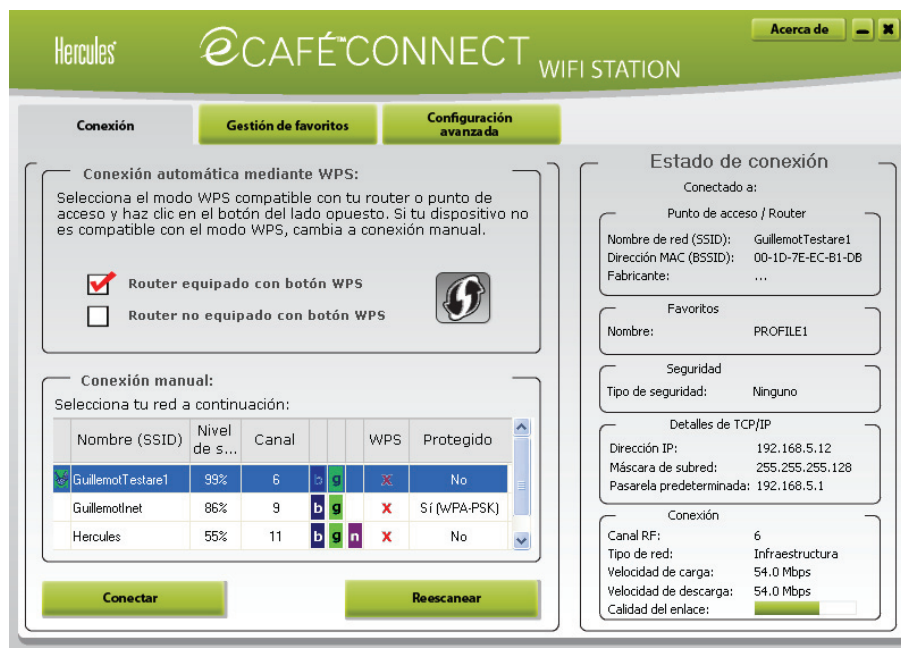 Hercules
eCAFÉ™CONNECT
WIFI STATION
Acerca de
Conexión
Gestión de favoritos
Configuración
avanzada
Conexión automática mediante WPS:
Selecciona el modo WPS compatible con tu router o punto de
acceso y haz clic en el botón del lado opuesto. Si tu dispositivo no
es compatible con el modo WPS, cambia a conexión manual.
Router equipado con botón WPS
Router no equipado con botón WPS
Conexión manual:
Selecciona tu red a continuación:
Nombre (SSID) Nivel de s... Canal WPS Protegido
GuillemotTestare1 99% 6 b g x No
GuillemotInet 86% 9 b g x Sí (WPA-PSK)
Hercules 55% 11 b g n x No
Conectar
Reescanear
Estado de conexión
Conectado a:
Punto de acceso / Router
Nombre de red (SSID): GuillemotTestare1
Dirección MAC (BSSID): 00-1D-7E-EC-B1-DB
Fabricante: ...
Favoritos
Nombre: PROFILE1
Seguridad
Tipo de seguridad: Ninguno
Detalles de TCP/IP
Dirección IP: 192.168.5.12
Máscara de subred: 255.255.255.128
Pasarela predeterminada: 192.168.5.1
Conexión
Canal RF: 6
Tipo de red: Infraestructura
Velocidad de carga: 54.0 Mbps
Velocidad de descarga: 54.0 Mbps
Calidad del enlace: